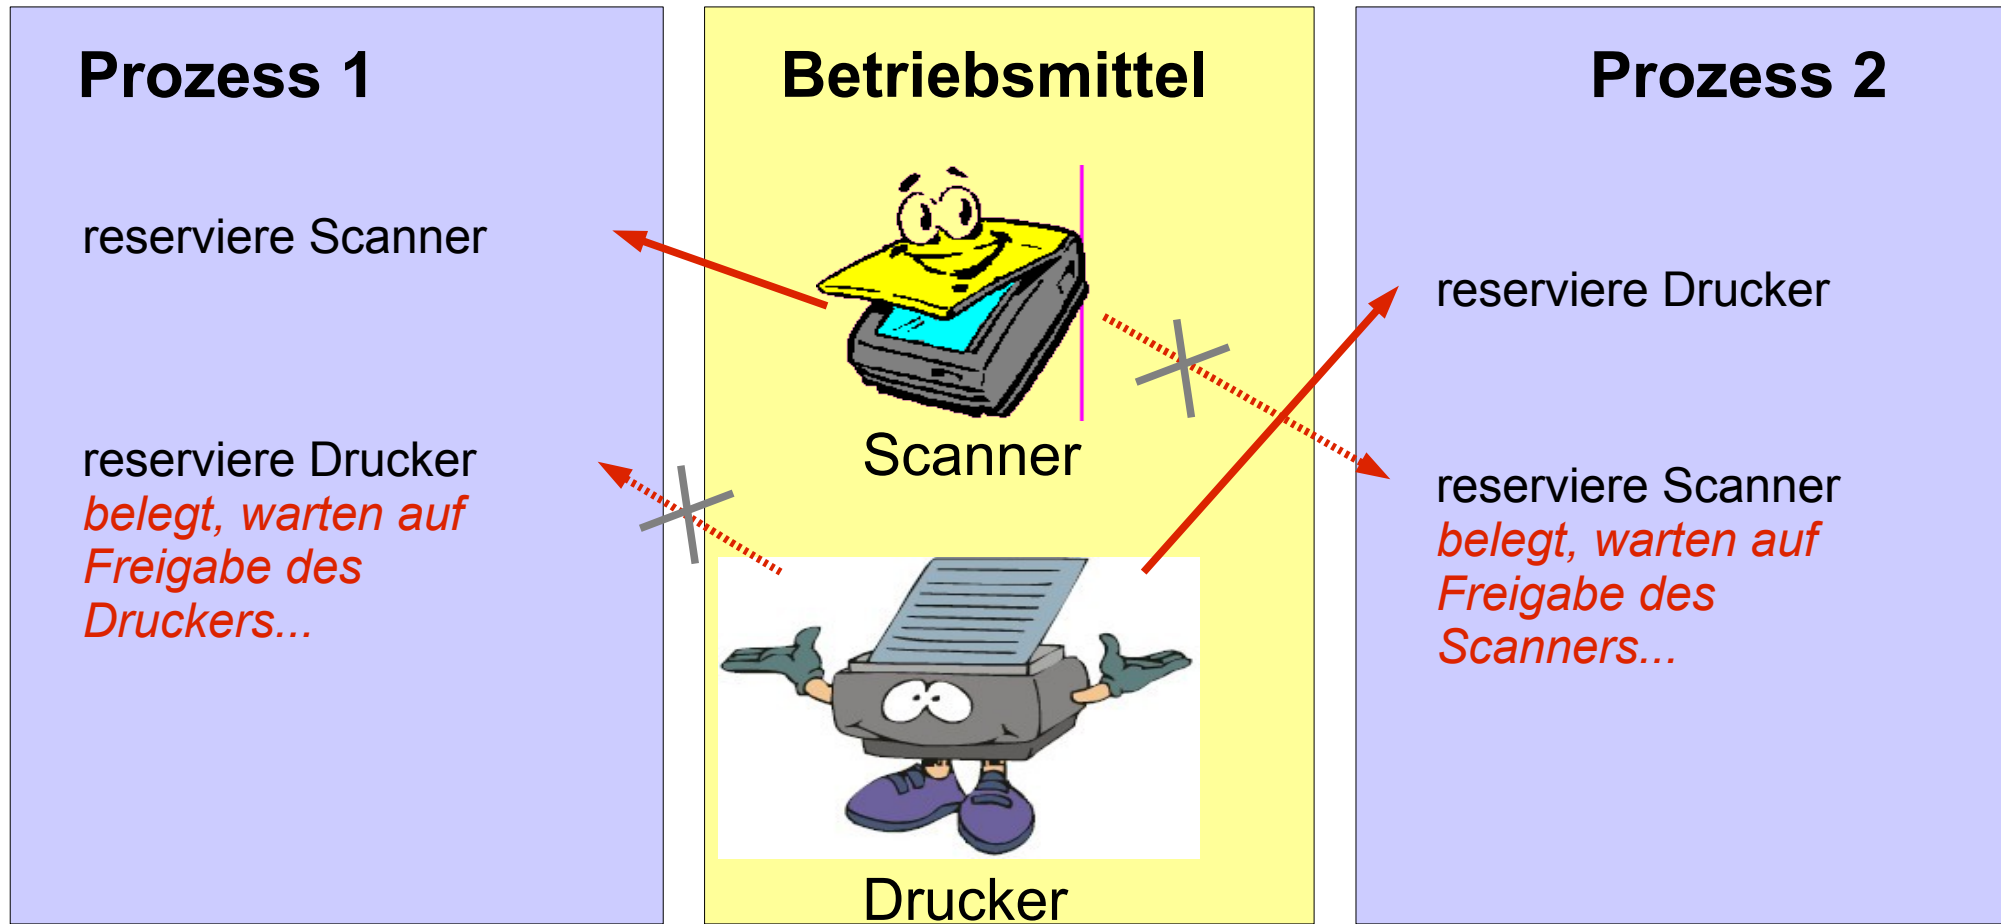 Prozess 1
reserviere Scanner
reserviere Drucker
belegt, warten auf
Freigabe des
Druckers...
Betriebsmittel
Scanner
Drucker
Prozess 2
reserviere Drucker
reserviere Scanner
belegt, warten auf
Freigabe des
Scanners...